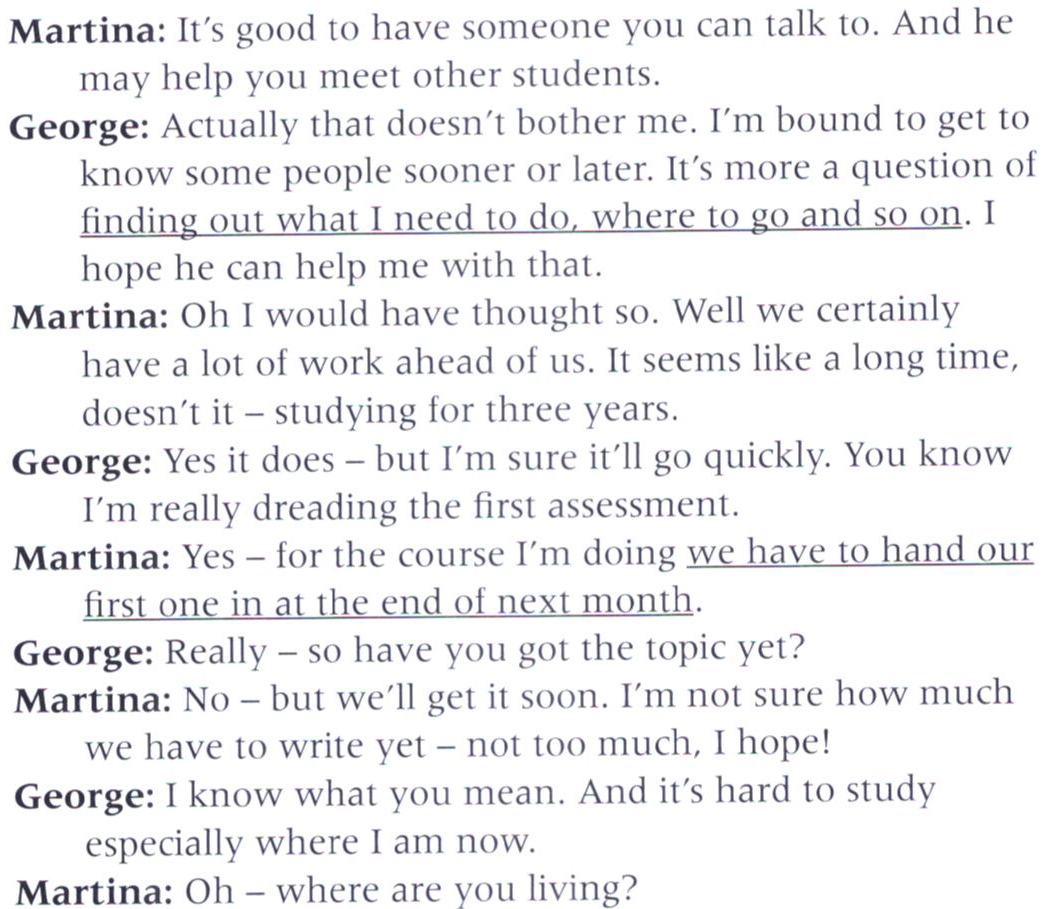 Martina: It's good to have someone you can talk to. And he
may help you meet other students.
George: Actually that doesn't bother me. I'm bound to get to
know some people sooner or later. It's more a question of
finding out what I need to do, where to go and so on. I
hope he can help me with that.
Martina: Oh I would have thought so. Well we certainly
have a lot of work ahead of us. It seems like a long time,
doesn't it – studying for three years.
George: Yes it does – but I'm sure it'll go quickly. You know
I'm really dreading the first assessment.
Martina: Yes – for the course I'm doing we have to hand our
first one in at the end of next month.
George: Really – so have you got the topic yet?
Martina: No – but we'll get it soon. I'm not sure how much
we have to write yet – not too much, I hope!
George: I know what you mean. And it's hard to study
especially where I am now.
Martina: Oh – where are you living?